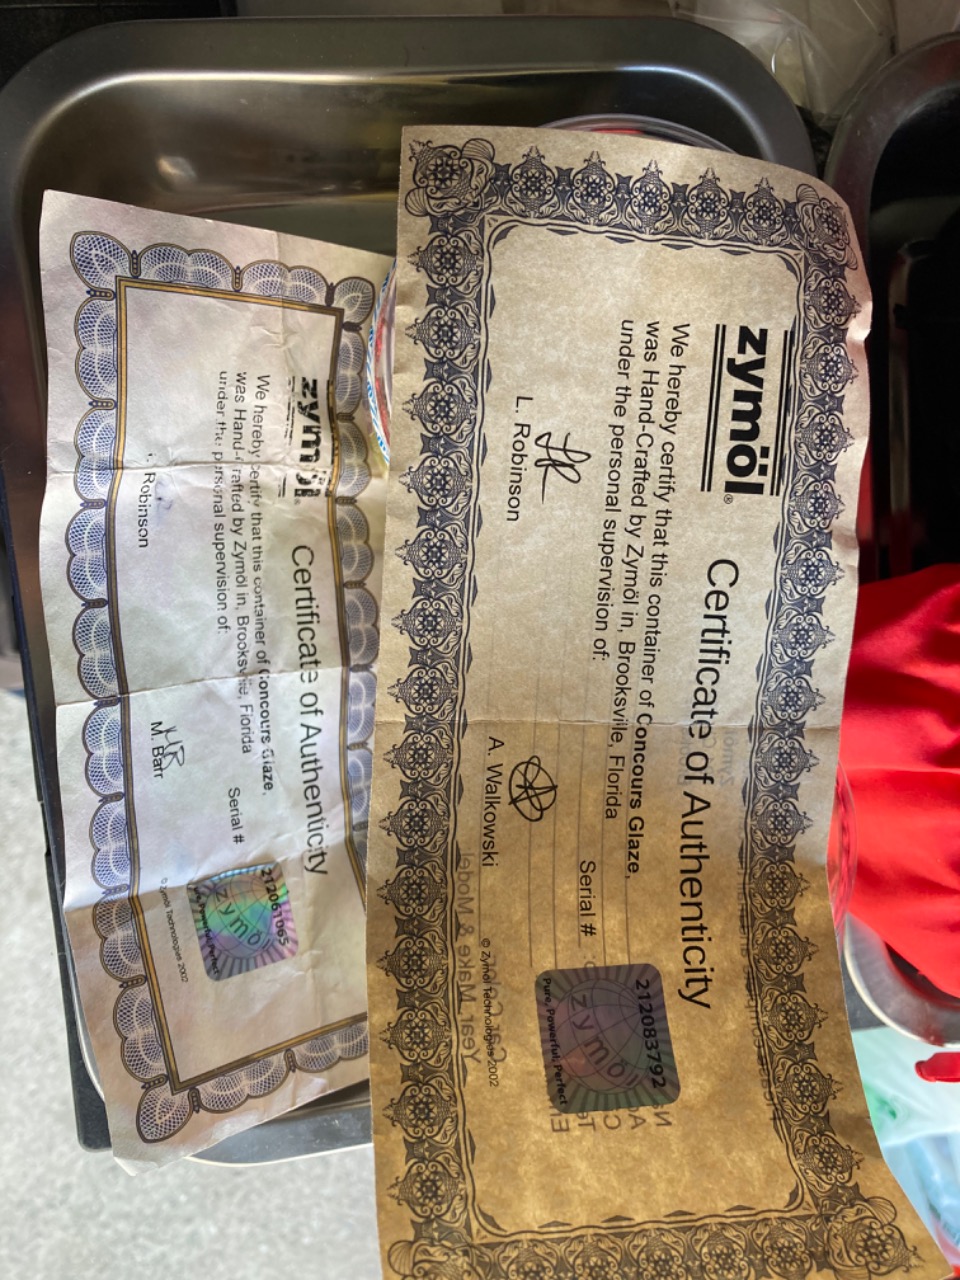 zymöl®
Certificate of Authenticity
We hereby certify that this container of Concours Glaze,
was Hand-Crafted by Zymöl in, Brooksville, Florida
under the personal supervision of:
Serial #
212083792
zymöl
Pure, Powerful, Perfect
L. Robinson
A. Walkowski
© Zymöl Technologies 2002
Year, Make & Model
zymöl
Certificate of Authenticity
We hereby certify that this container of Concours Glaze,
was Hand-Crafted by Zymöl in, Brooksville, Florida
under the personal supervision of:
Serial #
212061065
zymöl
Robinson
M. Barr
© Zymöl Technologies 2002